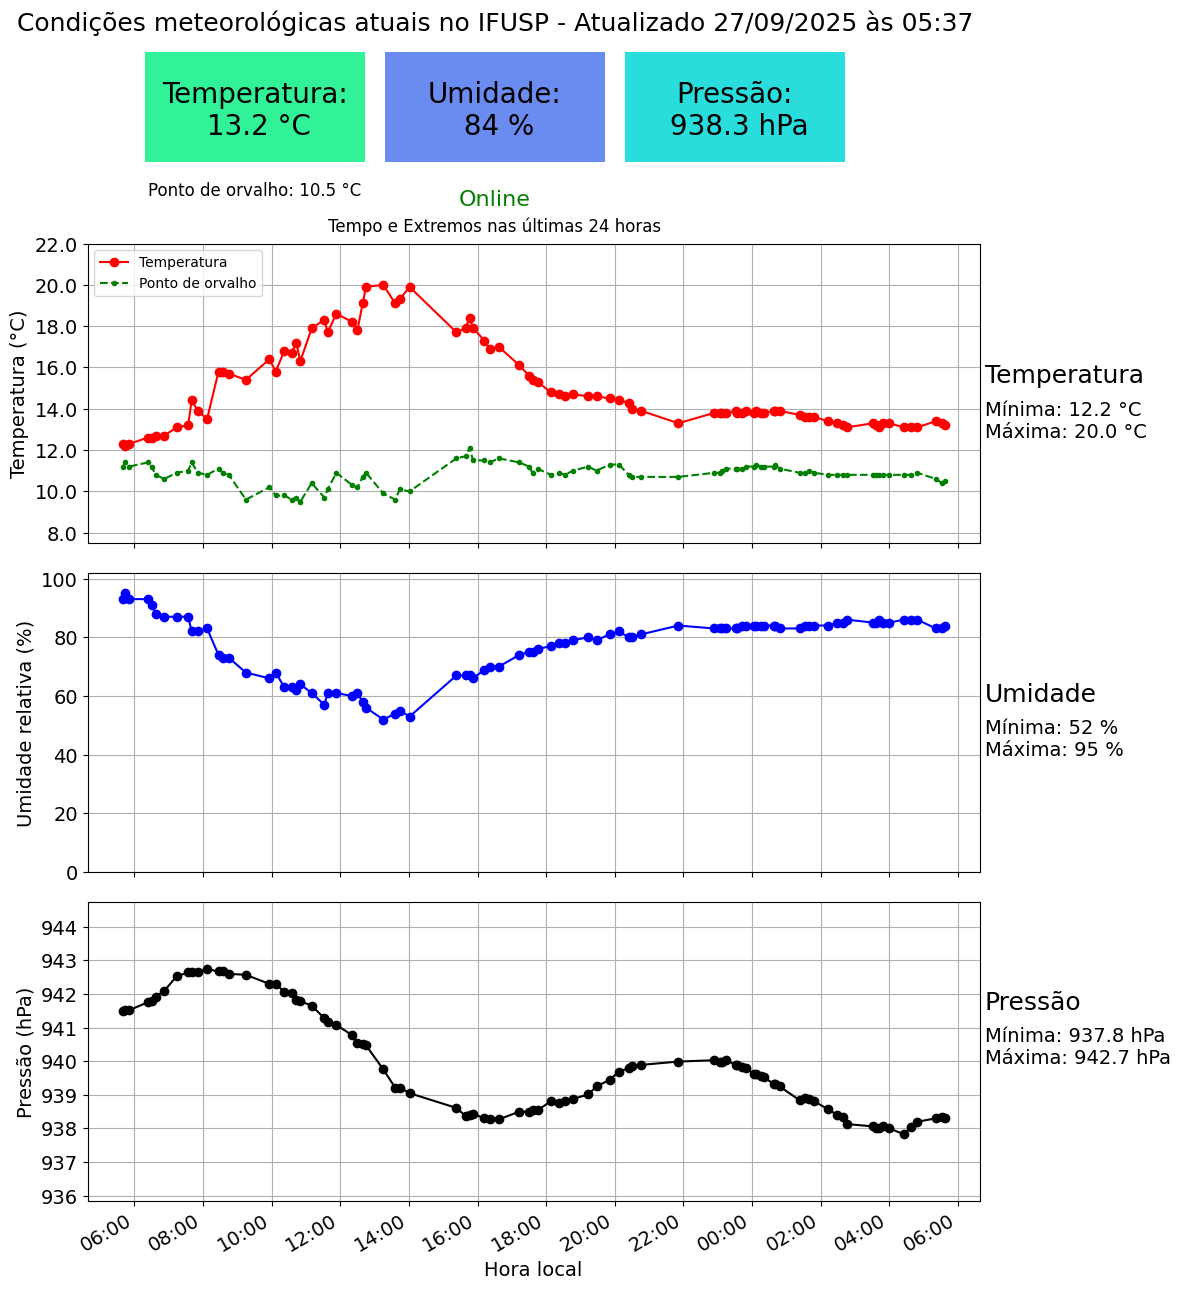 Condições meteorológicas atuais no IFUSP - Atualizado 27/09/2025 às 05:37
Temperatura:
13.2 °C
Umidade:
84 %
Pressão:
938.3 hPa
Ponto de orvalho: 10.5 °C
Online
Tempo e Extremos nas últimas 24 horas
Temperatura (°C)
22.0
20.0
18.0
16.0
14.0
12.0
10.0
8.0
Temperatura
Ponto de orvalho
Temperatura
Mínima: 12.2 °C
Máxima: 20.0 °C
Umidade relativa (%)
100
80
60
40
20
0
Umidade
Mínima: 52 %
Máxima: 95 %
Pressão (hPa)
944
943
942
941
940
939
938
937
936
Pressão
Mínima: 937.8 hPa
Máxima: 942.7 hPa
06:00 08:00 10:00 12:00 14:00 16:00 18:00 20:00 22:00 00:00 02:00 04:00 06:00
Hora local